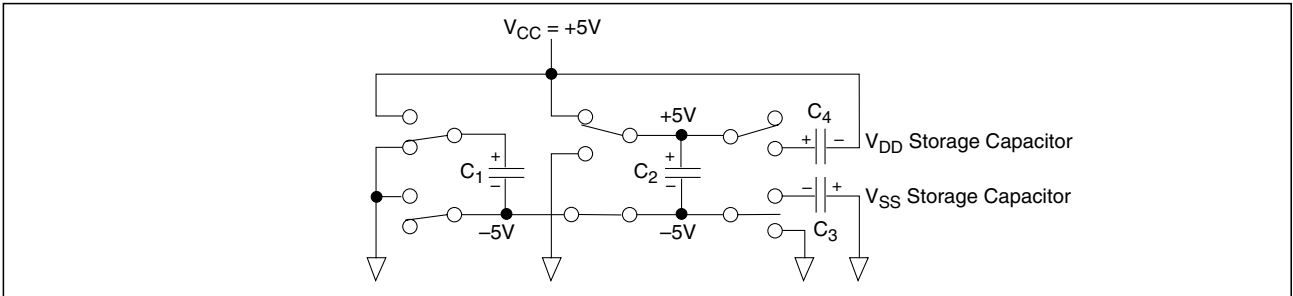 V_CC = +5V
+5V
C_4
+ –
V_DD Storage Capacitor
+
C_1
–
+
C_2
–
– +
V_SS Storage Capacitor
C_3
–5V
–5V